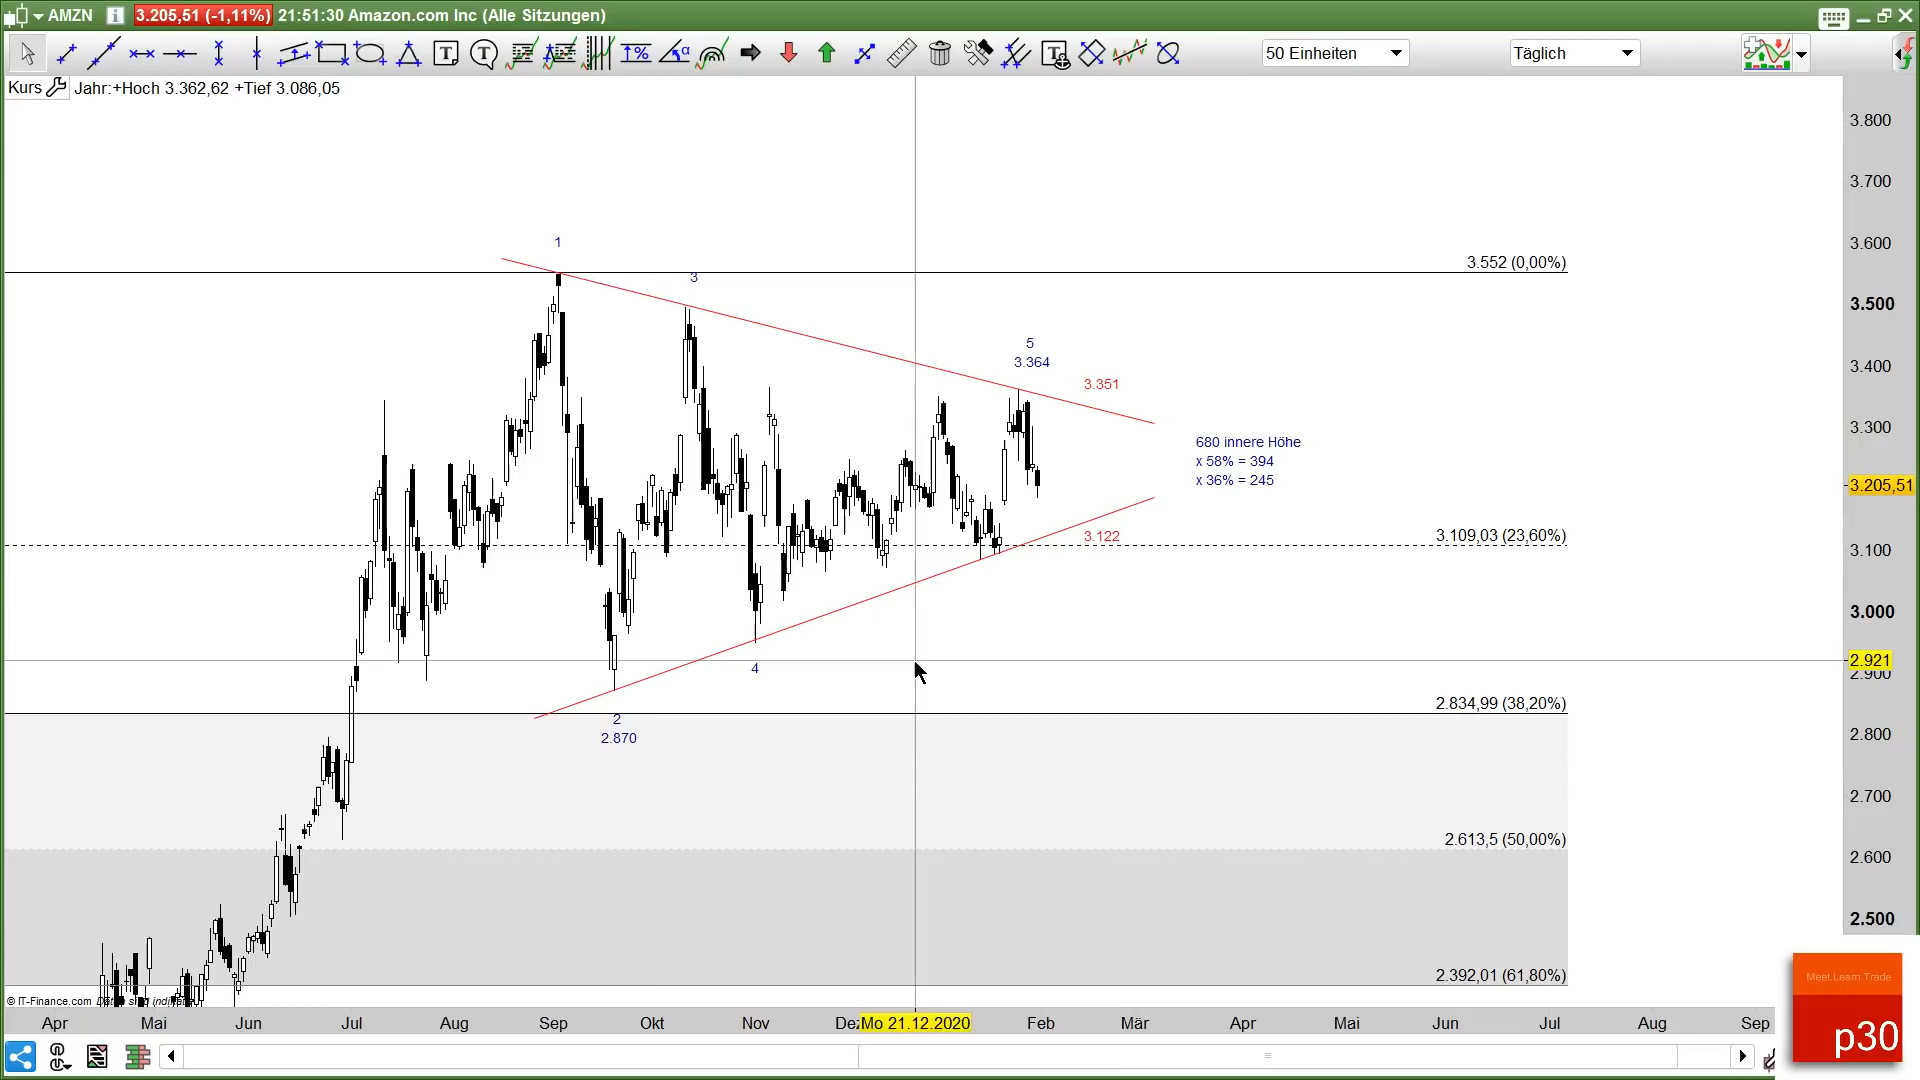 AMZN
3.205,51 (-1,11%)
21:51:30 Amazon.com Inc (Alle Sitzungen)
50 Einheiten
Täglich
Kurs
Jahr:+Hoch 3.362,62 +Tief 3.086,05
3.800
3.700
3.600
3.500
3.400
3.300
3.205,51
3.100
3.000
2.921
2.900
2.800
2.700
2.600
2.500
1
3
5
3.364
3.351
680 innere Höhe
x 58% = 394
x 36% = 245
3.122
4
2
2.870
3.552 (0,00%)
3.109,03 (23,60%)
2.834,99 (38,20%)
2.613,5 (50,00%)
2.392,01 (61,80%)
© IT-Finance.com
Apr
Mai
Jun
Jul
Aug
Sep
Okt
Nov
Mo 21.12.2020
Feb
Mär
Apr
Mai
Jun
Jul
Aug
Sep
Meet.Learn.Trade
p30